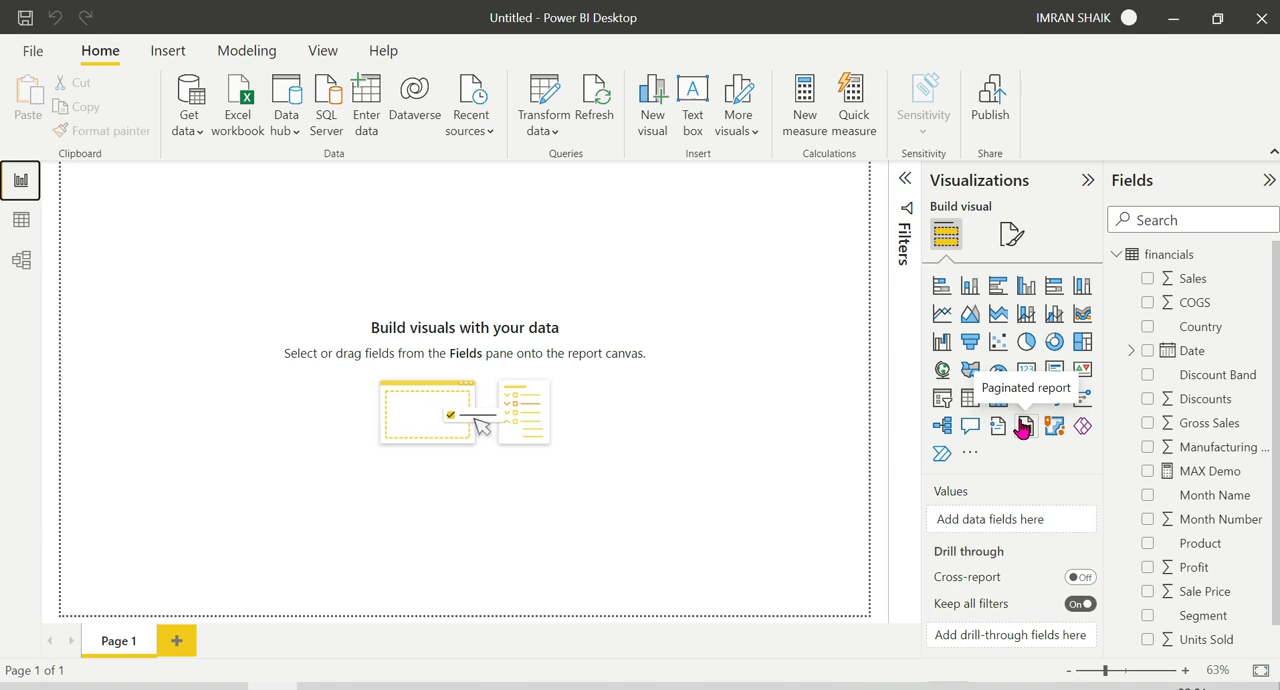 Untitled - Power BI Desktop
IMRAN SHAIK
File
Home
Insert
Modeling
View
Help
Paste
Cut
Copy
Format painter
Clipboard
Get data
Excel workbook
Data hub
SQL Server
Enter data
Dataverse
Recent sources
Data
Transform data
Refresh
Queries
New visual
Text box
More visuals
Insert
New measure
Quick measure
Calculations
Sensitivity
Sensitivity
Publish
Share
Build visuals with your data
Select or drag fields from the Fields pane onto the report canvas.
Filters
Visualizations
Build visual
123
Paginated report
Values
Add data fields here
Drill through
Cross-report
Off
Keep all filters
On
Add drill-through fields here
Fields
Search
financials
Sales
COGS
Country
Date
Discount Band
Discounts
Gross Sales
Manufacturing ...
MAX Demo
Month Name
Month Number
Product
Profit
Sale Price
Segment
Units Sold
Page 1
Page 1 of 1
- + 63%